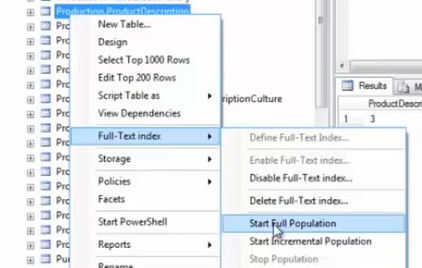 Production.ProductDescription
New Table...
Design
Select Top 1000 Rows
Edit Top 200 Rows
Script Table as
riptionCulture
View Dependencies
Full-Text index
Storage
Policies
Facets
Start PowerShell
Reports
Rename
Define Full-Text Index...
Enable Full-Text index...
Disable Full-Text index...
Delete Full-Text index...
Start Full Population
Start Incremental Population
Stop Population
Results
ProductDescri
1 3
Pro
Pro
Pro
Pro
Pro
Pro
Pro
Pro
Pro
Pro
Pro
Pro
Pro
Pur